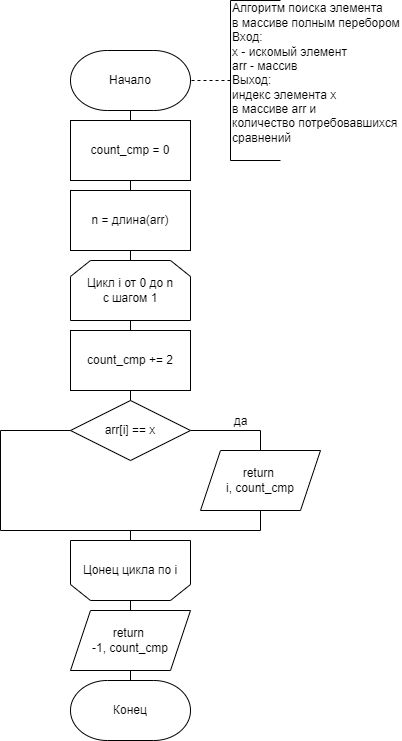 Алгоритм поиска элемента
в массиве полным перебором
Вход:
x - искомый элемент
arr - массив
Выход:
индекс элемента x
в массиве arr и
количество потребовавшихся
сравнений
Начало
count_cmp = 0
n = длина(arr)
Цикл i от 0 до n
с шагом 1
count_cmp += 2
arr[i] == x
да
return
i, count_cmp
Цонец цикла по i
return
-1, count_cmp
Конец